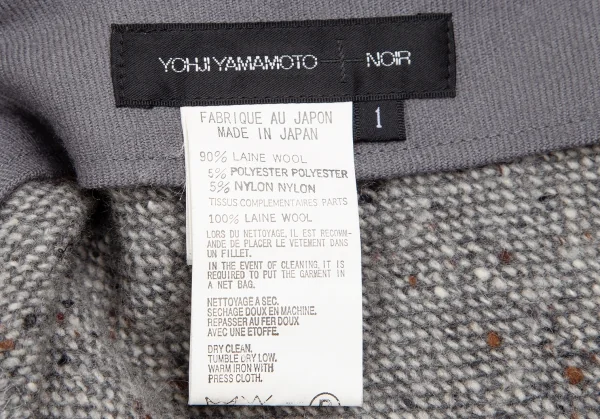 YOHJI YAMAMOTO NOIR
1
FABRIQUE AU JAPON
MADE IN JAPAN
90% LAINE WOOL
5% POLYESTER POLYESTER
5% NYLON NYLON
TISSUS COMPLEMENTAIRES PARTS
100% LAINE WOOL
LORS DU NETTOYAGE, IL EST RECOMM-
ANDE DE PLACER LE VETEMENT DANS
UN FILLET.
IN THE EVENT OF CLEANING, IT IS
REQUIRED TO PUT THE GARMENT IN
A NET BAG.
NETTOYAGE A SEC.
SECHAGE DOUX EN MACHINE.
REPASSER AU FER DOUX
AVEC UNE ETOFFE.
DRY CLEAN.
TUMBLE DRY LOW.
WARM IRON WITH
PRESS CLOTH.